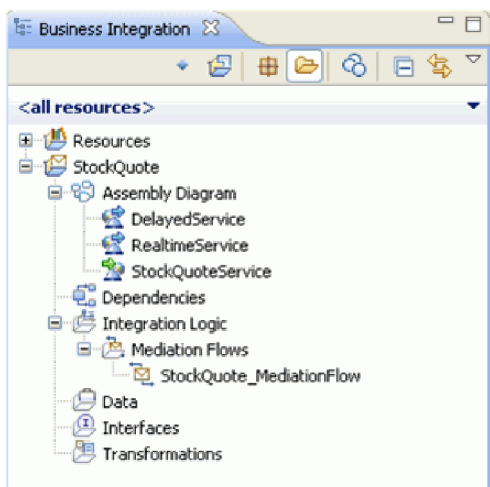 Business Integration
<all resources>
Resources
StockQuote
Assembly Diagram
DelayedService
RealtimeService
StockQuoteService
Dependencies
Integration Logic
Mediation Flows
StockQuote_MediationFlow
Data
Interfaces
Transformations